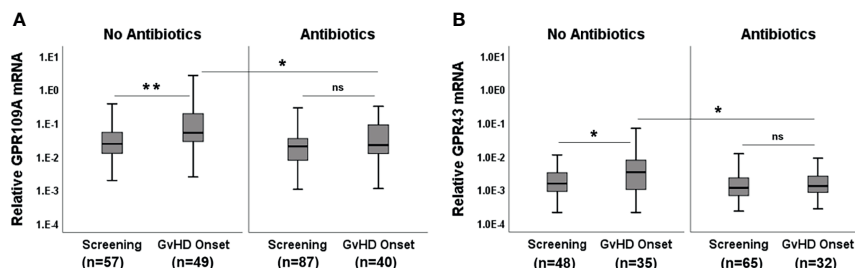 A
No Antibiotics Antibiotics
Relative GPR109A mRNA
1.E1
1.E0
1.E-1
1.E-2
1.E-3
1.E-4
**
*
ns
Screening GvHD Onset Screening GvHD Onset
(n=57) (n=49) (n=87) (n=40)
B
No Antibiotics Antibiotics
Relative GPR43 mRNA
1.0E1
1.0E0
1.0E-1
1.0E-2
1.0E-3
1.0E-4
*
*
ns
Screening GvHD Onset Screening GvHD Onset
(n=48) (n=35) (n=65) (n=32)